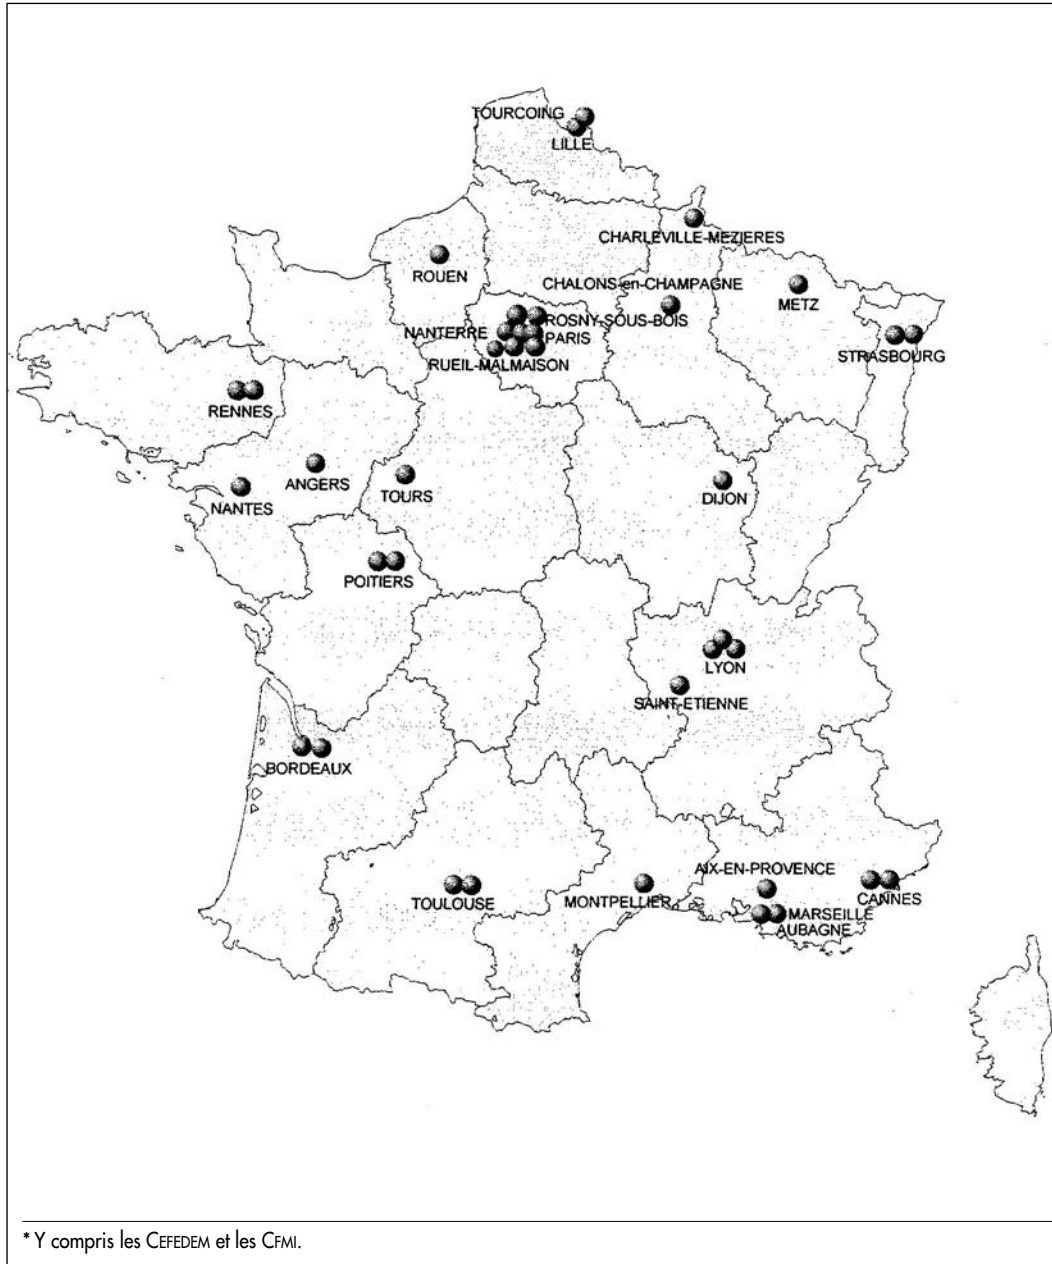 TOURCOING
LILLE
CHARLEVILLE-MEZIERES
ROUEN
CHALONS-en-CHAMPAGNE
METZ
NANTERRE
ROSNY-SOUS-BOIS
PARIS
STRASBOURG
RUEIL-MALMAISON
RENNES
ANGERS
TOURS
DIJON
NANTES
POITIERS
LYON
SAINT-ETIENNE
BORDEAUX
AIX-EN-PROVENCE
TOULOUSE
MONTPELLIER
CANNES
MARSEILLE
AUBAGNE
* Y compris les CEFEDEM et les CFMI.